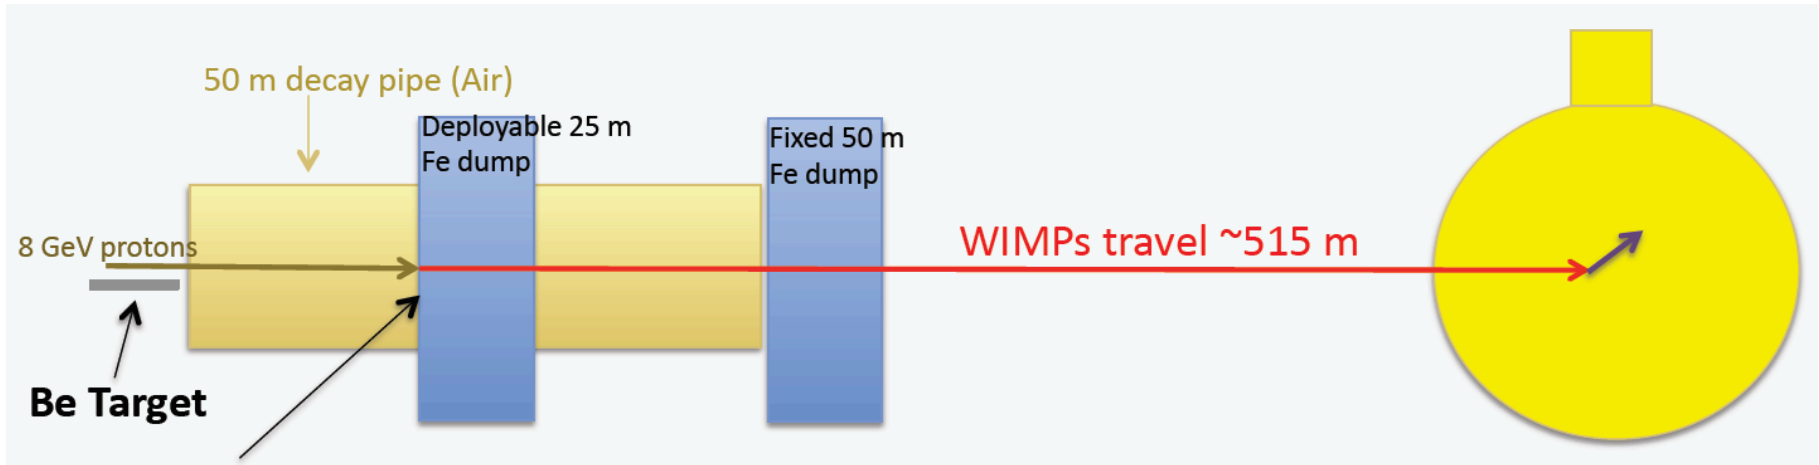 50 m decay pipe (Air)
Deployable 25 m
Fe dump
Fixed 50 m
Fe dump
8 GeV protons
WIMPs travel ~515 m
Be Target